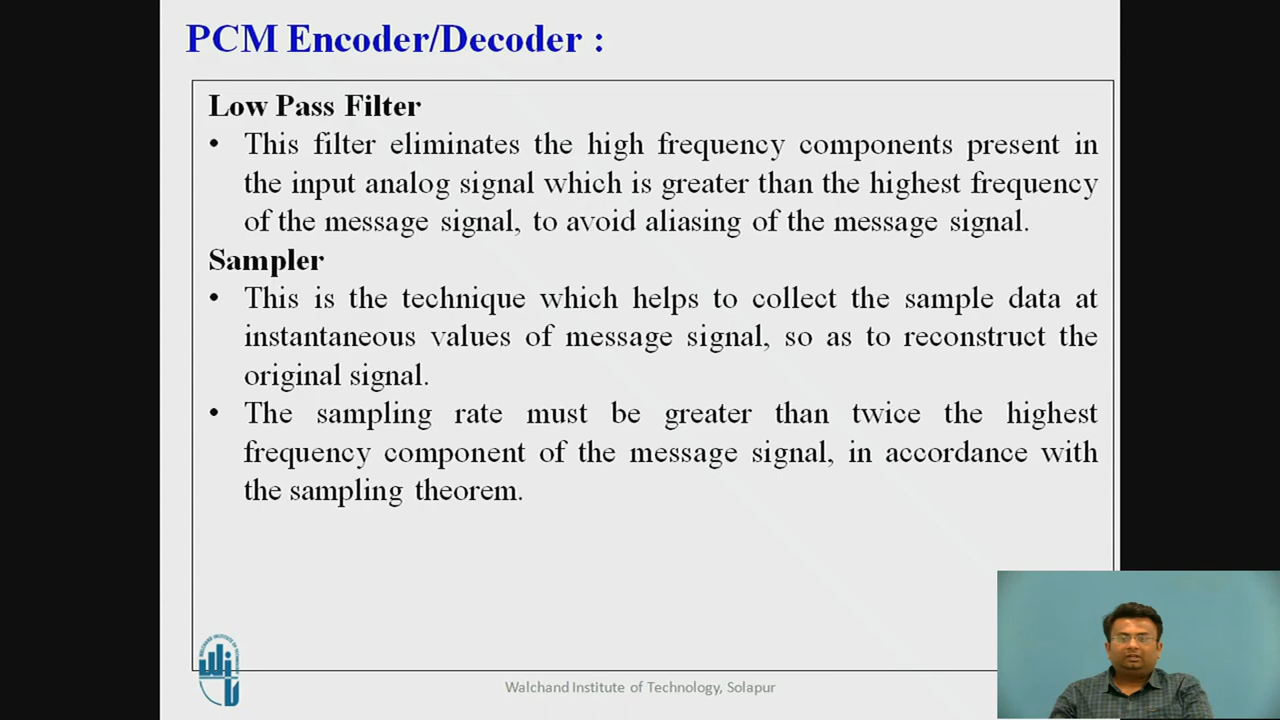 PCM Encoder/Decoder :
Low Pass Filter
• This filter eliminates the high frequency components present in
the input analog signal which is greater than the highest frequency
of the message signal, to avoid aliasing of the message signal.
Sampler
• This is the technique which helps to collect the sample data at
instantaneous values of message signal, so as to reconstruct the
original signal.
• The sampling rate must be greater than twice the highest
frequency component of the message signal, in accordance with
the sampling theorem.
Walchand Institute of Technology, Solapur